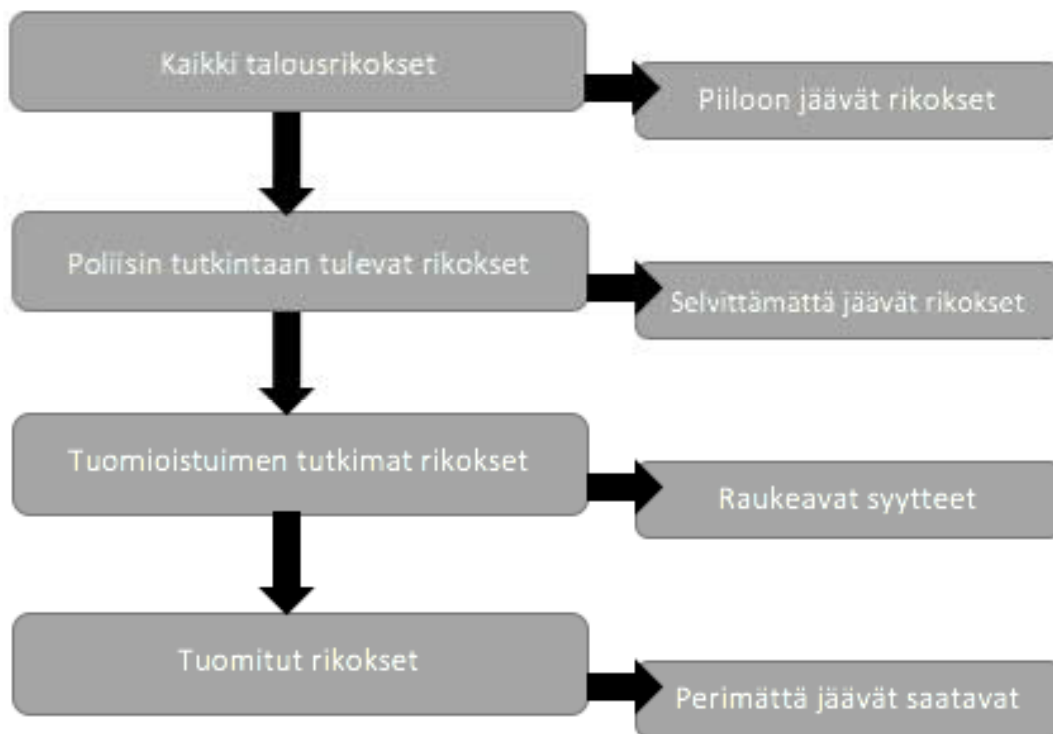 Kaikki talousrikokset
Piiloon jäävät rikokset
Poliisin tutkintaan tulevat rikokset
Selvittämättä jäävät rikokset
Tuomioistuimen tutkimat rikokset
Raukeavat syytteet
Tuomitut rikokset
Perimättä jäävät saatavat